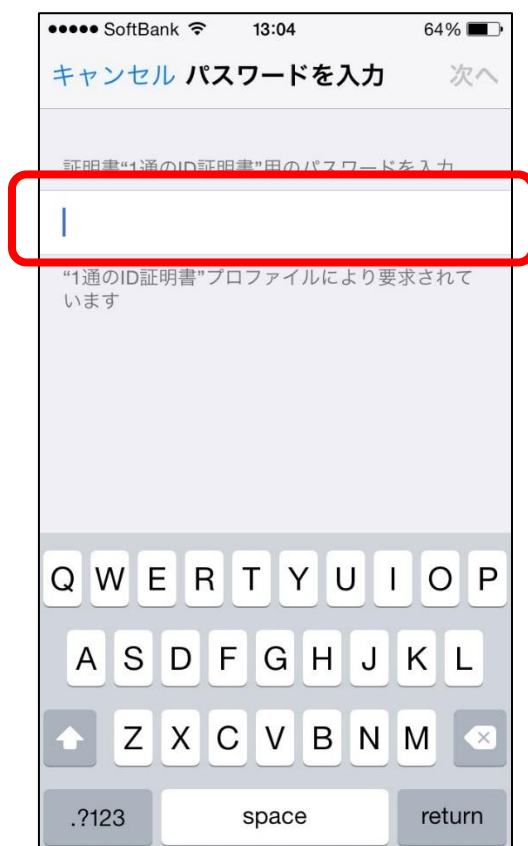 SoftBank 13:04 64%
キャンセル パスワードを入力 次へ
証明書“1通のID証明書”用のパスワードを入力
“1通のID証明書”プロファイルにより要求されて
います
Q W E R T Y U I O P
A S D F G H J K L
Z X C V B N M
.?123 space return